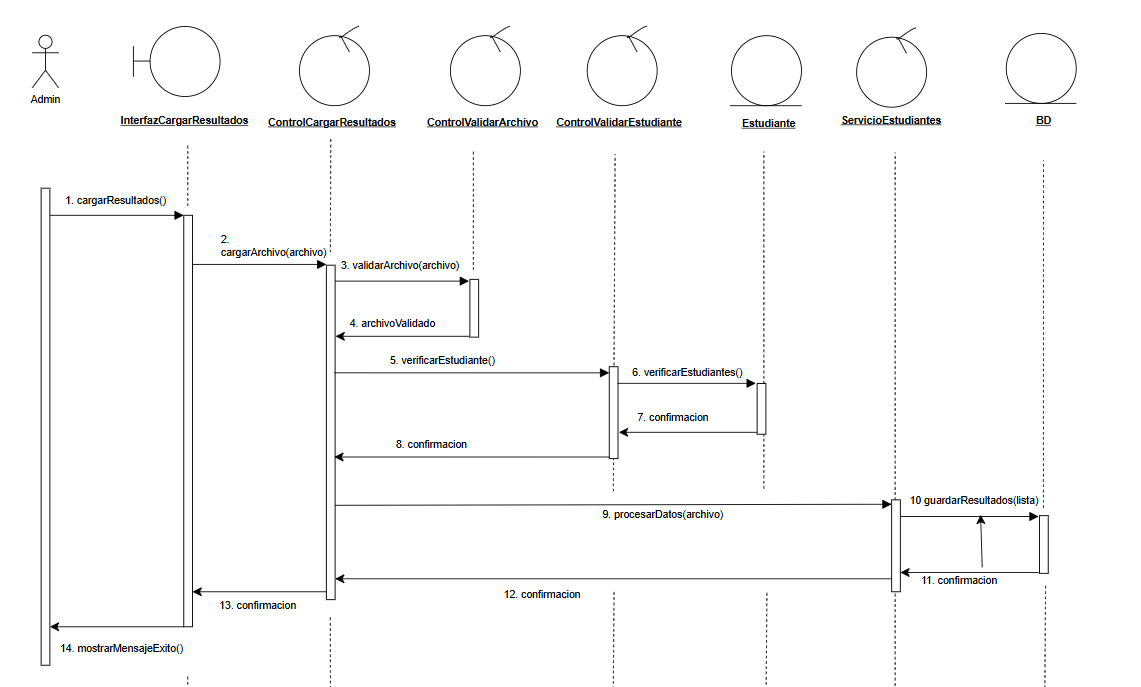 Admin
InterfazCargarResultados
ControlCargarResultados
ControlValidarArchivo
ControlValidarEstudiante
Estudiante
ServicioEstudiantes
BD
1. cargarResultados()
2.
cargarArchivo(archivo)
3. validarArchivo(archivo)
4. archivoValidado
5. verificarEstudiante()
6. verificarEstudiantes()
7. confirmacion
8. confirmacion
9. procesarDatos(archivo)
10 guardarResultados(lista)
11. confirmacion
12. confirmacion
13. confirmacion
14. mostrarMensajeExito()